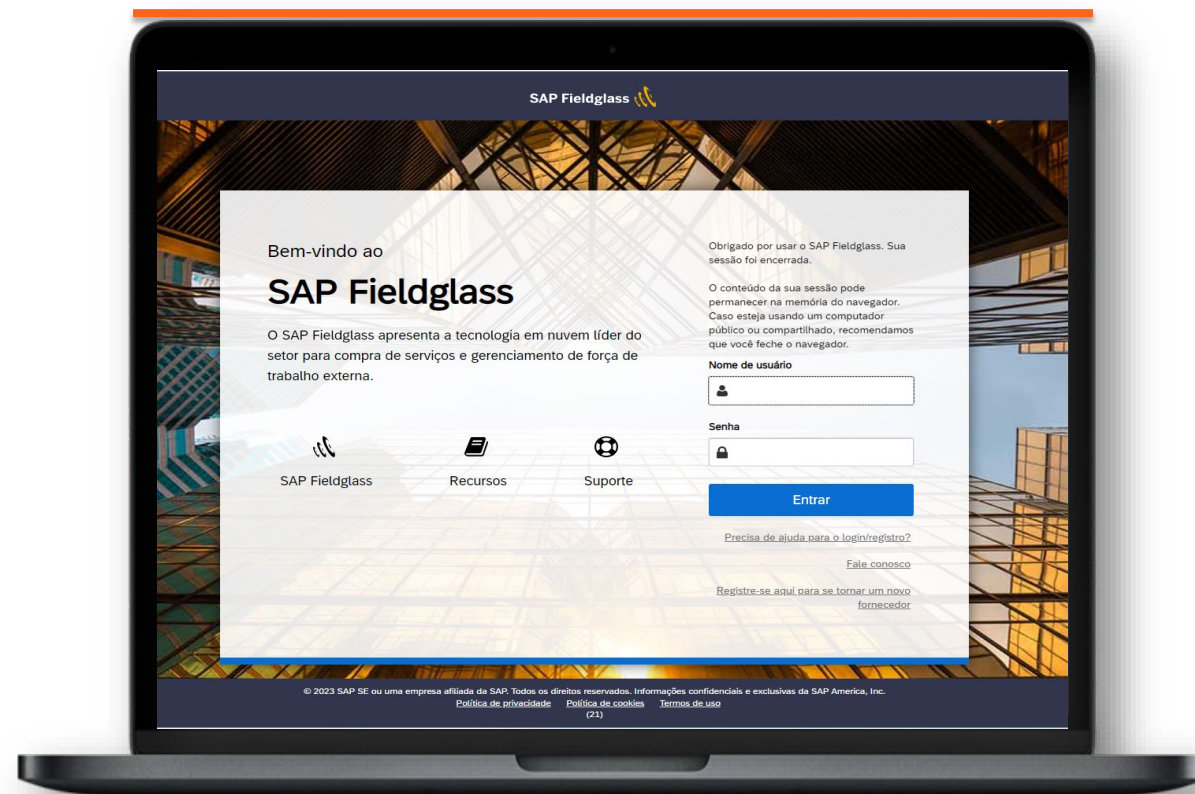 SAP Fieldglass
Bem-vindo ao
SAP Fieldglass
O SAP Fieldglass apresenta a tecnologia em nuvem líder do
setor para compra de serviços e gerenciamento de força de
trabalho externa.
SAP Fieldglass
Recursos
Suporte
Obrigado por usar o SAP Fieldglass. Sua
sessão foi encerrada.
O conteúdo da sua sessão pode
permanecer na memória do navegador.
Caso esteja usando um computador
público ou compartilhado, recomendamos
que você feche o navegador.
Nome de usuário
Senha
Entrar
Precisa de ajuda para o login/registro?
Fale conosco
Registre-se aqui para se tornar um novo
fornecedor
© 2023 SAP SE ou uma empresa afiliada da SAP. Todos os direitos reservados. Informações confidenciais e exclusivas da SAP America, Inc.
Política de privacidade Política de cookies Termos de uso
(21)